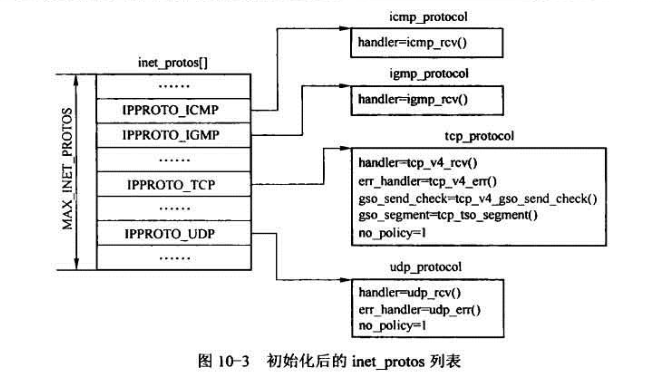 inet_protos[]
MAX_INET_PROTOS
……
IPPROTO_ICMP
IPPROTO_IGMP
……
IPPROTO_TCP
……
IPPROTO_UDP
……
icmp_protocol
handler=icmp_rcv()
igmp_protocol
handler=igmp_rcv()
tcp_protocol
handler=tcp_v4_rcv()
err_handler=tcp_v4_err()
gso_send_check=tcp_v4_gso_send_check()
gso_segment=tcp_tso_segment()
no_policy=1
udp_protocol
handler=udp_rcv()
err_handler=udp_err()
no_policy=1
图 10-3 初始化后的 inet_protos 列表